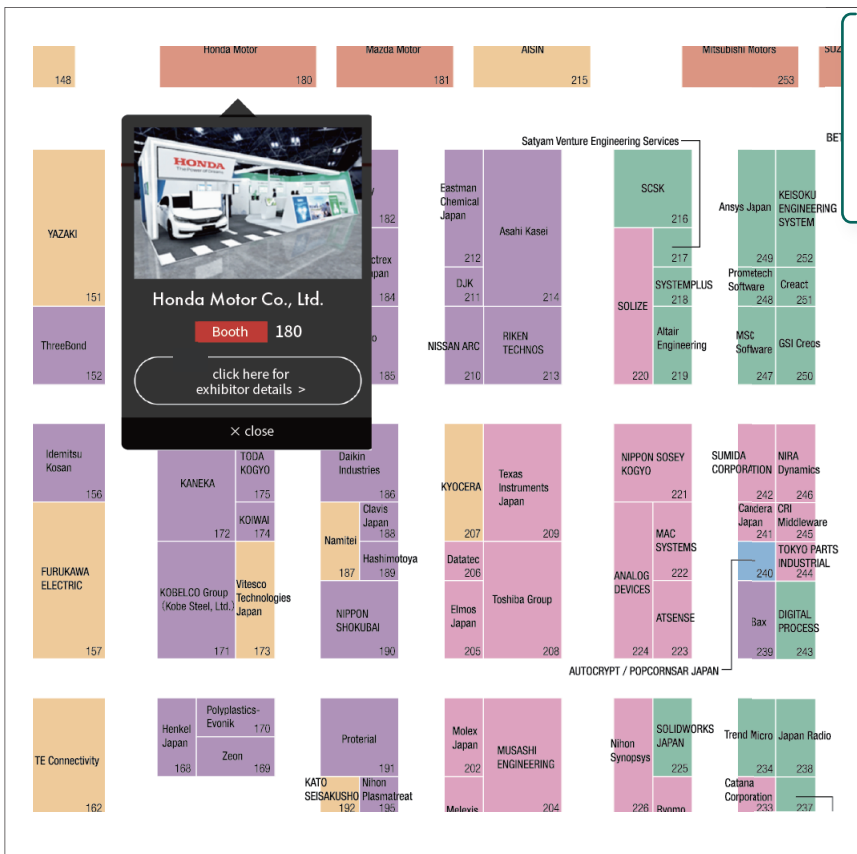 Honda Motor
Mazda Motor
AISIN
Mitsubishi Motors
148
180
181
215
253
HONDA
The Power of Dreams
Honda Motor Co., Ltd.
Booth 180
click here for
exhibitor details >
× close
Satyam Venture Engineering Services
YAZAKI
151
ThreeBond
152
182
184
185
Eastman
Chemical
Japan
212
DJK
211
NISSAN ARC
210
Asahi Kasei
214
RIKEN
TECHNOS
213
SCSK
216
217
SYSTEMPLUS
218
SOLIZE
220
Altair
Engineering
219
Ansys Japan
249
KEISOKU
ENGINEERING
SYSTEM
252
Prometech
Software
248
Creact
251
MSC
Software
247
GSI Creos
250
Idemitsu
Kosan
156
FURUKAWA
ELECTRIC
157
KANEKA
172
TODA
KOGYO
175
KOIWAI
174
KOBELCO Group
(Kobe Steel, Ltd.)
171
Vitesco
Technologies
Japan
173
Daikin
Industries
186
Namitei
187
Clavis
Japan
188
Hashimotoya
189
NIPPON
SHOKUBAI
190
KYOCERA
207
Texas
Instruments
Japan
209
Datatec
206
Elmos
Japan
205
Toshiba Group
208
NIPPON SOSEY
KOGYO
221
ANALOG
DEVICES
224
MAC
SYSTEMS
222
ATSENSE
223
SUMIDA
CORPORATION
242
NIRA
Dynamics
246
Candera
Japan
241
CRI
Middleware
245
240
TOKYO PARTS
INDUSTRIAL
244
Bax
239
DIGITAL
PROCESS
243
AUTOCRYPT / POPCORNSAR JAPAN
TE Connectivity
162
Henkel
Japan
168
Polyplastics-
Evonik
170
Zeon
169
Proterial
191
KATO
SEISAKUSHO
192
Nihon
Plasmatreat
195
Molex
Japan
202
Melexis
MUSASHI
ENGINEERING
204
Nihon
Synopsys
226
SOLIDWORKS
JAPAN
225
Ryomo
Trend Micro
234
Japan Radio
238
Catana
Corporation
233
237